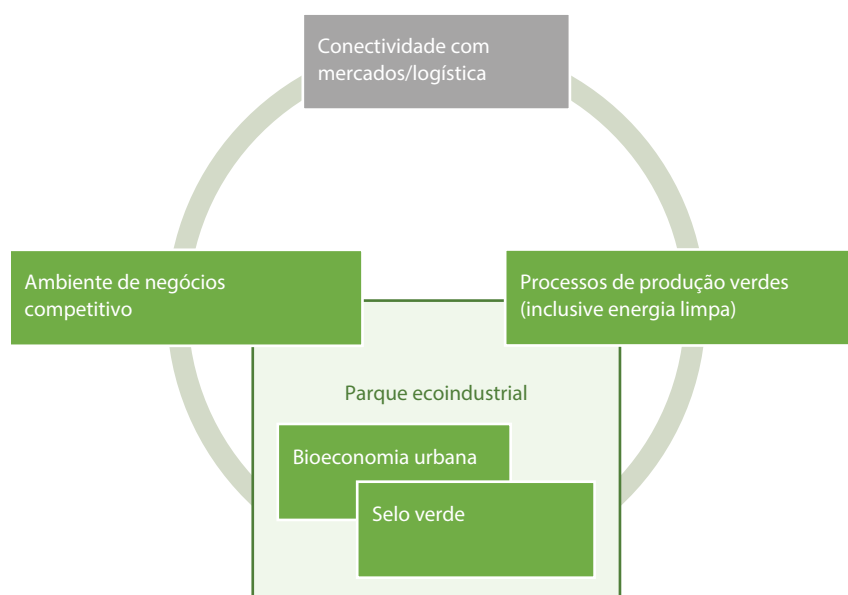 Conectividade com
mercados/logística
Ambiente de negócios
competitivo
Processos de produção verdes
(inclusive energia limpa)
Parque ecoindustrial
Bioeconomia urbana
Selo verde